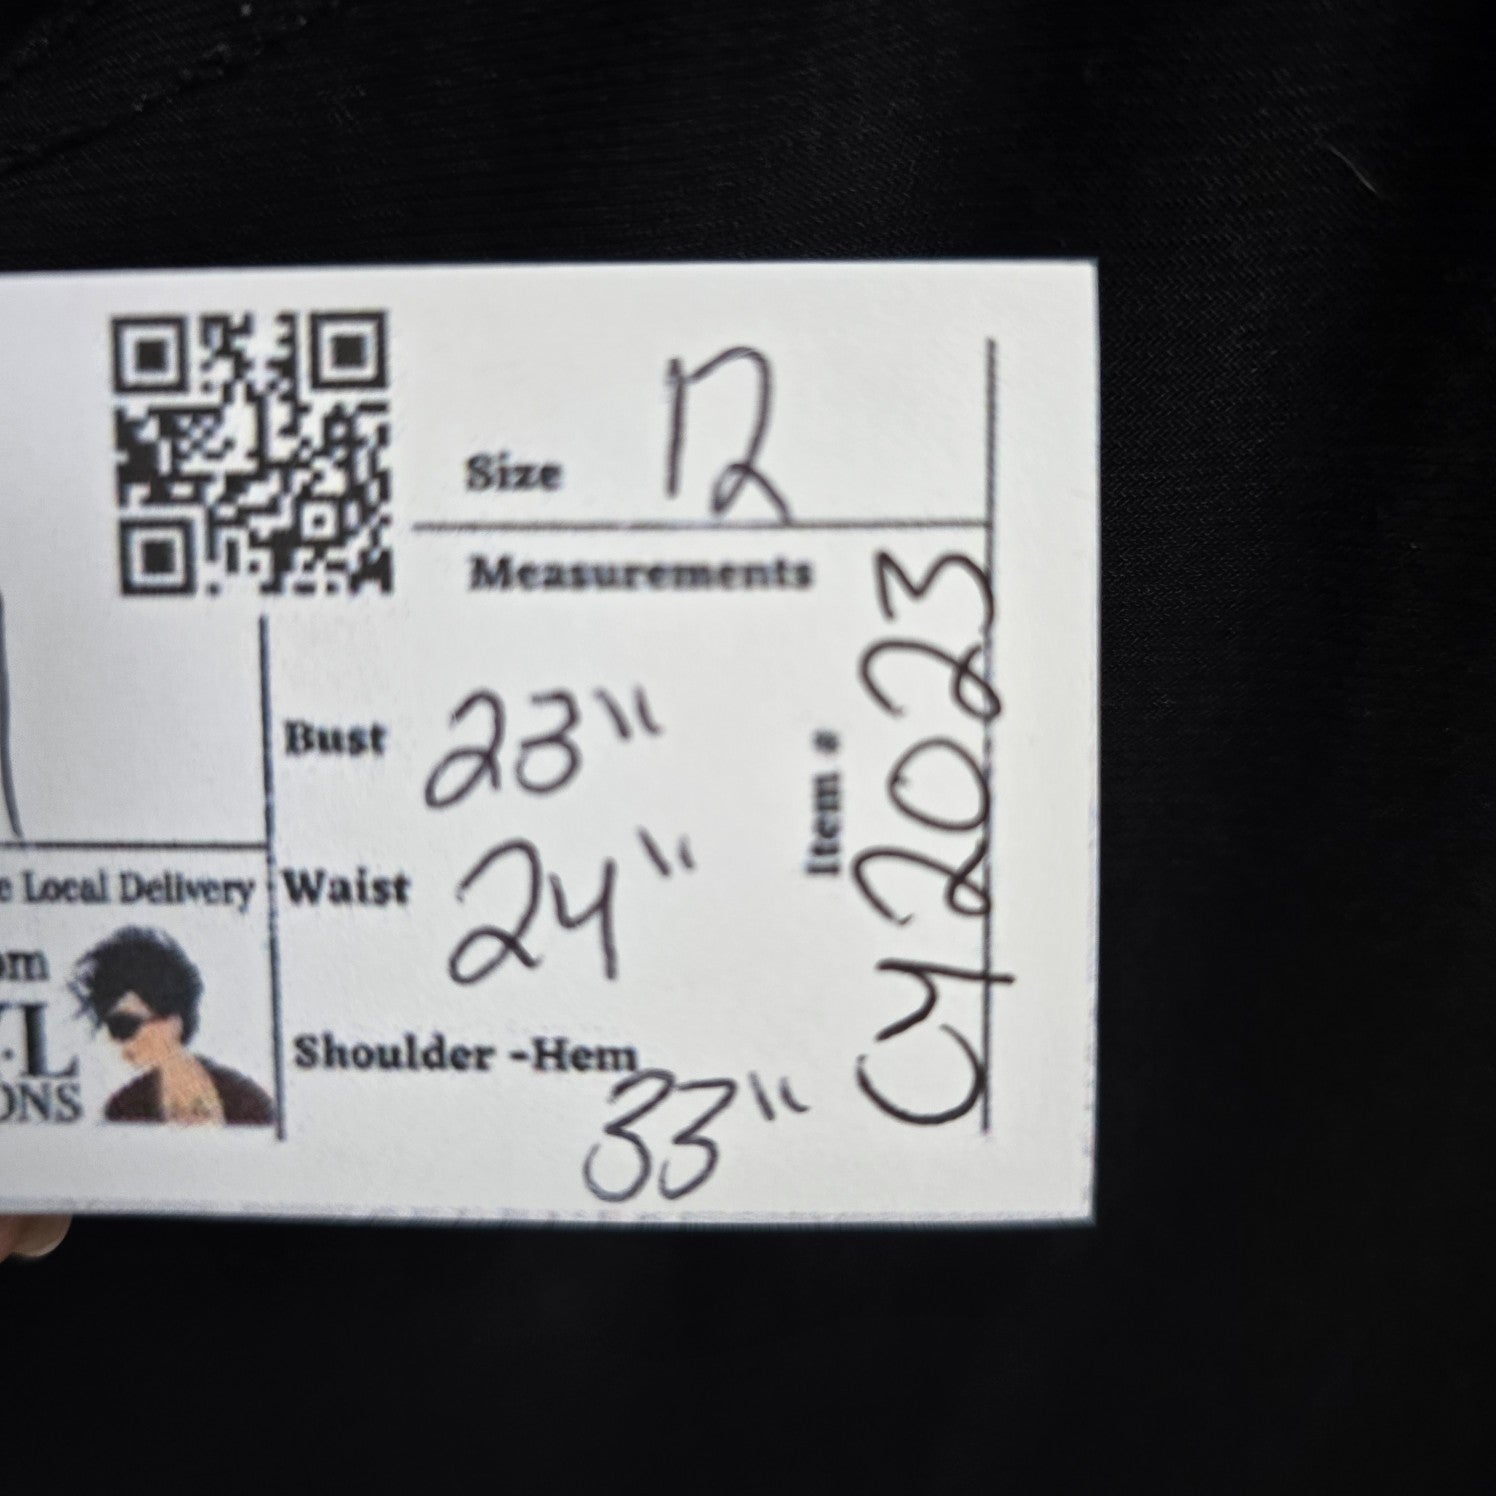 Size 12
Measurements
Bust 23"
Waist 24"
Shoulder -Hem
33"
Item #
CY2023
e Local Delivery
om
L
ONS